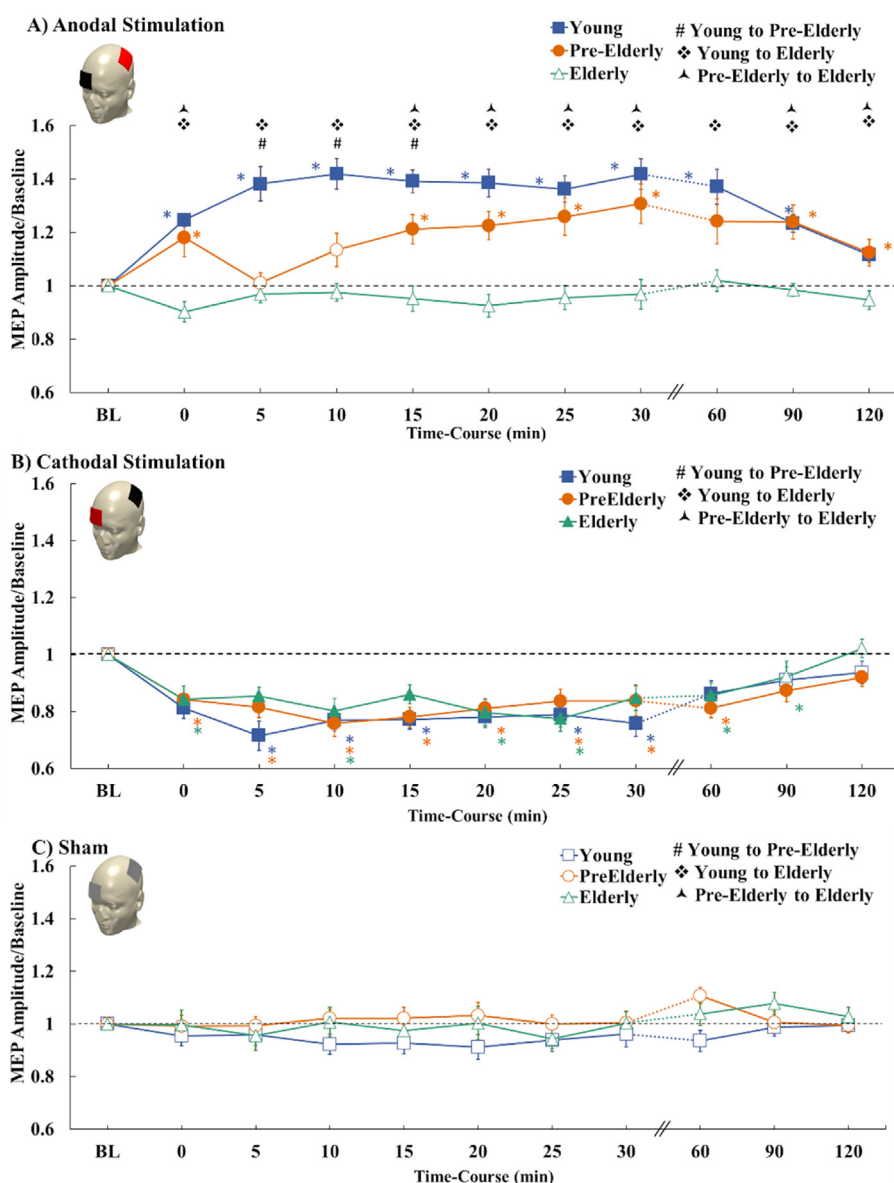 A) Anodal Stimulation
Young
Pre-Elderly
Elderly
# Young to Pre-Elderly
❖ Young to Elderly
Pre-Elderly to Elderly
MEP Amplitude/Baseline
1.6
1.4
1.2
1
0.8
0.6
# # #
* * * * * * * * *
* * * * * * * *
BL 0 5 10 15 20 25 30 60 90 120
Time-Course (min)
B) Cathodal Stimulation
Young
PreElderly
Elderly
# Young to Pre-Elderly
❖ Young to Elderly
Pre-Elderly to Elderly
MEP Amplitude/Baseline
1.6
1.4
1.2
1
0.8
0.6
BL 0 5 10 15 20 25 30 60 90 120
Time-Course (min)
C) Sham
Young
PreElderly
Elderly
# Young to Pre-Elderly
❖ Young to Elderly
Pre-Elderly to Elderly
MEP Amplitude/Baseline
1.6
1.4
1.2
1
0.8
0.6
BL 0 5 10 15 20 25 30 60 90 120
Time-Course (min)